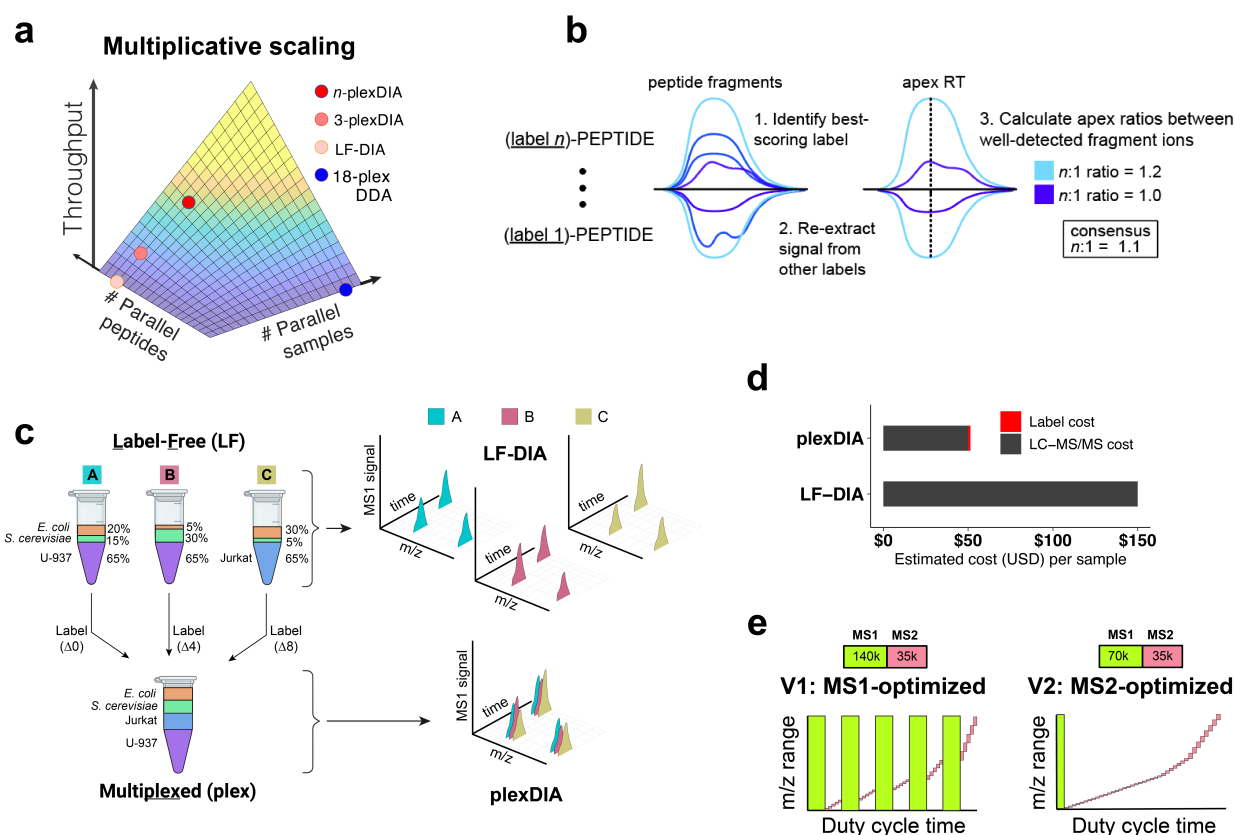 a
Multiplicative scaling
Throughput
n-plexDIA
3-plexDIA
LF-DIA
18-plex
DDA
# Parallel
peptides
# Parallel
samples
b
peptide fragments
apex RT
(label n)-PEPTIDE
(label 1)-PEPTIDE
1. Identify best-
scoring label
2. Re-extract
signal from
other labels
3. Calculate apex ratios between
well-detected fragment ions
n:1 ratio = 1.2
n:1 ratio = 1.0
consensus
n:1 = 1.1
c
Label-Free (LF)
A
B
C
E. coli
S. cerevisiae
U-937
20%
15%
65%
5%
30%
65%
Jurkat
30%
5%
65%
Label
(Δ0)
Label
(Δ4)
Label
(Δ8)
E. coli
S. cerevisiae
Jurkat
U-937
Multiplexed (plex)
A
B
C
LF-DIA
MS1 signal
time
m/z
time
m/z
time
m/z
MS1 signal
time
m/z
plexDIA
d
plexDIA
LF-DIA
Label cost
LC-MS/MS cost
$0
$50
$100
$150
Estimated cost (USD) per sample
e
MS1
MS2
140k
35k
V1: MS1-optimized
m/z range
Duty cycle time
MS1
MS2
70k
35k
V2: MS2-optimized
m/z range
Duty cycle time